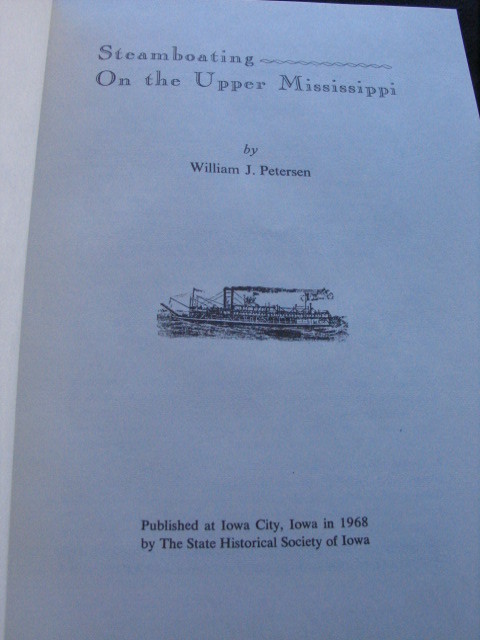 Steamboating
On the Upper Mississippi
by
William J. Petersen
Published at Iowa City, Iowa in 1968
by The State Historical Society of Iowa